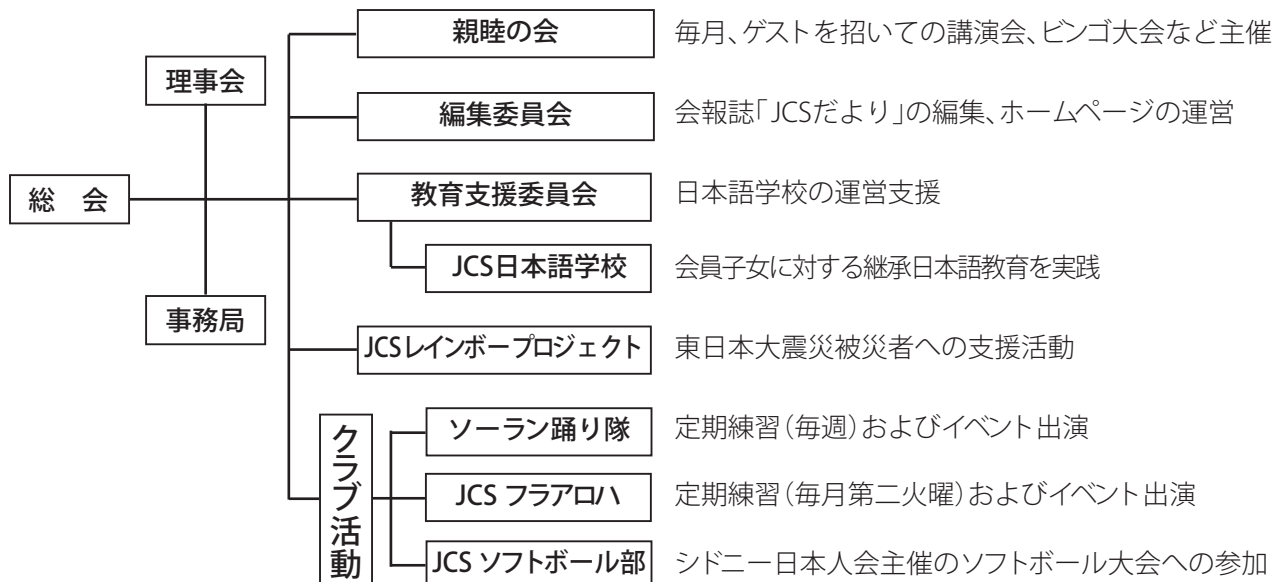 親睦の会 毎月、ゲストを招いての講演会、ビンゴ大会など主催
理事会
編集委員会 会報誌「JCSだより」の編集、ホームページの運営
総　会
教育支援委員会 日本語学校の運営支援
JCS日本語学校 会員子女に対する継承日本語教育を実践
事務局
JCSレインボープロジェクト 東日本大震災被災者への支援活動
クラブ活動
ソーラン踊り隊 定期練習（毎週）およびイベント出演
JCS フラアロハ 定期練習（毎月第二火曜）およびイベント出演
JCS ソフトボール部 シドニー日本人会主催のソフトボール大会への参加